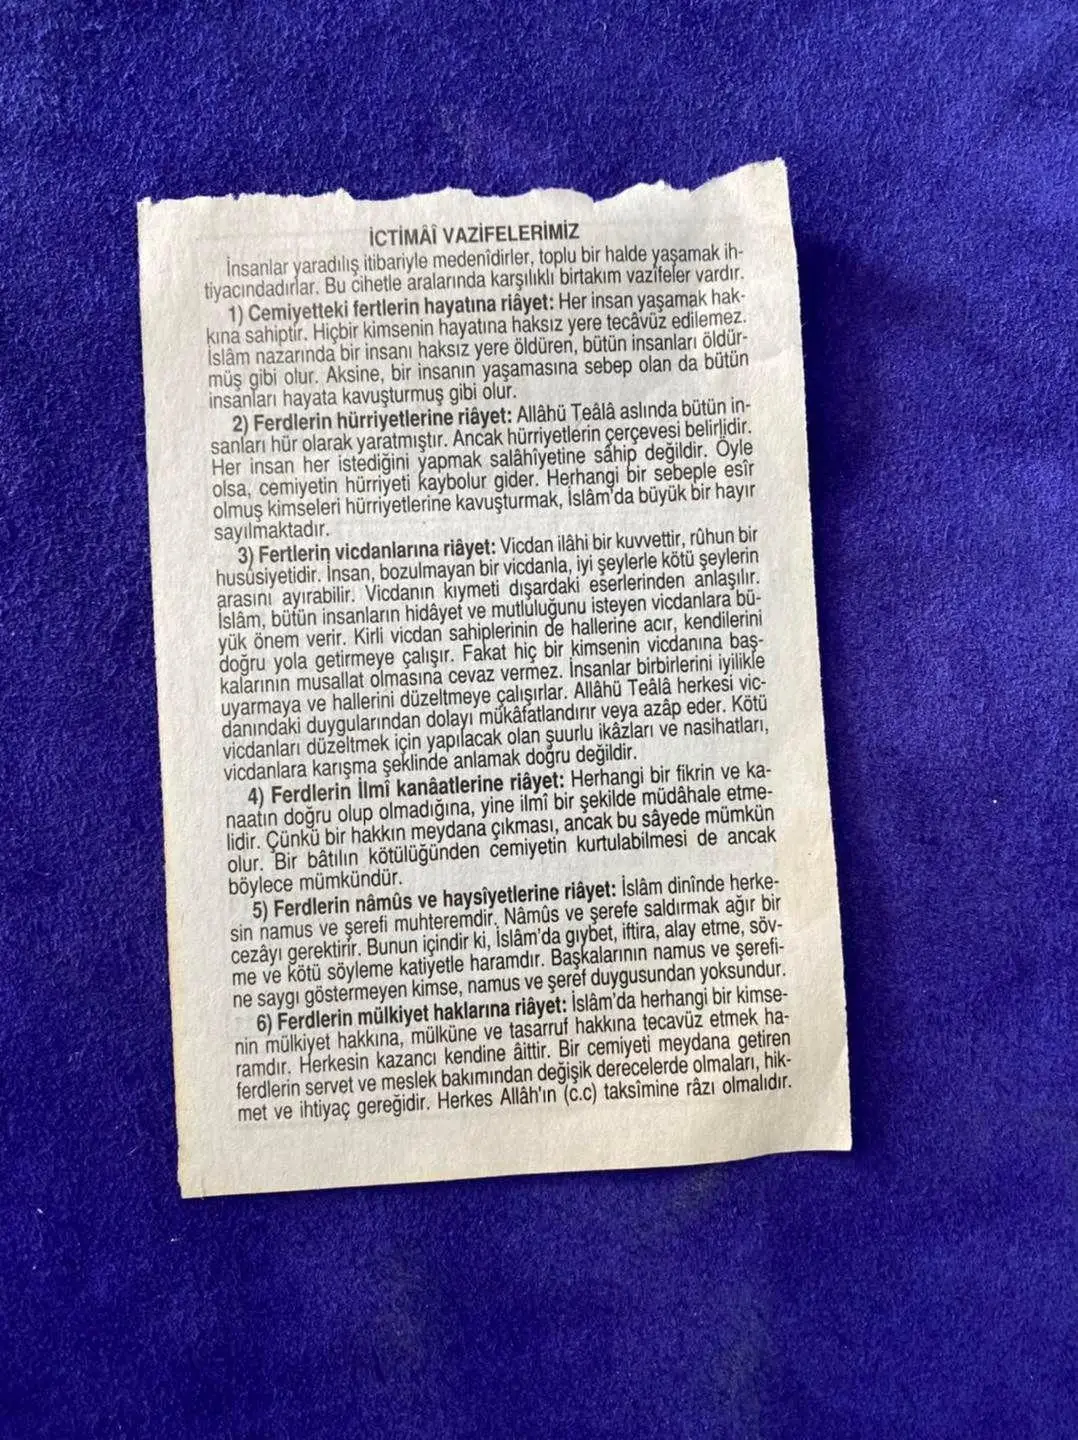 İCTİMÂÎ VAZİFELERİMİZ
İnsanlar yaradılış itibariyle medenîdirler, toplu bir halde yaşamak ih-
tiyacındadırlar. Bu cihetle aralarında karşılıklı birtakım vazifeler vardır.
1) Cemiyetteki fertlerin hayatına riâyet: Her insan yaşamak hak-
kına sahiptir. Hiçbir kimsenin hayatına haksız yere tecâvüz edilemez.
İslâm nazarında bir insanı haksız yere öldüren, bütün insanları öldür-
müş gibi olur. Aksine, bir insanın yaşamasına sebep olan da bütün
insanları hayata kavuşturmuş gibi olur.
2) Ferdlerin hürriyetlerine riâyet: Allâhü Teâlâ aslında bütün in-
sanları hür olarak yaratmıştır. Ancak hürriyetlerin çerçevesi belirlidir.
Her insan her istediğini yapmak salâhîyetine sâhip değildir. Öyle
olsa, cemiyetin hürriyeti kaybolur gider. Herhangi bir sebeple esîr
olmuş kimseleri hürriyetlerine kavuşturmak, İslâm'da büyük bir hayır
sayılmaktadır.
3) Fertlerin vicdanlarına riâyet: Vicdan ilâhi bir kuvvettir, rûhun bir
husûsiyetidir. İnsan, bozulmayan bir vicdanla, iyi şeylerle kötü şeylerin
arasını ayırabilir. Vicdanın kıymeti dışardaki eserlerinden anlaşılır.
İslâm, bütün insanların hidâyet ve mutluluğunu isteyen vicdanlara bü-
yük önem verir. Kirli vicdan sahiplerinin de hallerine acır, kendilerini
doğru yola getirmeye çalışır. Fakat hiç bir kimsenin vicdanına baş-
kalarının musallat olmasına cevaz vermez. İnsanlar birbirlerini iyilikle
uyarmaya ve hallerini düzeltmeye çalışırlar. Allâhü Teâlâ herkesi vic-
danındaki duygularından dolayı mükâfatlandırır veya azâp eder. Kötü
vicdanları düzeltmek için yapılacak olan şuurlu ikâzları ve nasihatları,
vicdanlara karışma şeklinde anlamak doğru değildir.
4) Ferdlerin İlmî kanâatlerine riâyet: Herhangi bir fikrin ve ka-
naatın doğru olup olmadığına, yine ilmî bir şekilde müdâhale etme-
lidir. Çünkü bir hakkın meydana çıkması, ancak bu sâyede mümkün
olur. Bir bâtılın kötülüğünden cemiyetin kurtulabilmesi de ancak
böylece mümkündür.
5) Ferdlerin nâmûs ve haysîyetlerine riâyet: İslâm dinînde herke-
sin namus ve şerefi muhteremdir. Nâmûs ve şerefe saldırmak ağır bir
cezâyı gerektirir. Bunun içindir ki, İslâm'da gıybet, iftira, alay etme, söv-
me ve kötü söyleme katiyetle haramdır. Başkalarının namus ve şerefi-
ne saygı göstermeyen kimse, namus ve şeref duygusundan yoksundur.
6) Ferdlerin mülkiyet haklarına riâyet: İslâm'da herhangi bir kimse-
nin mülkiyet hakkına, mülküne ve tasarruf hakkına tecavüz etmek ha-
ramdır. Herkesin kazancı kendine âittir. Bir cemiyeti meydana getiren
ferdlerin servet ve meslek bakımından değişik derecelerde olmaları, hik-
met ve ihtiyaç gereğidir. Herkes Allâh'ın (c.c) taksîmine râzı olmalıdır.